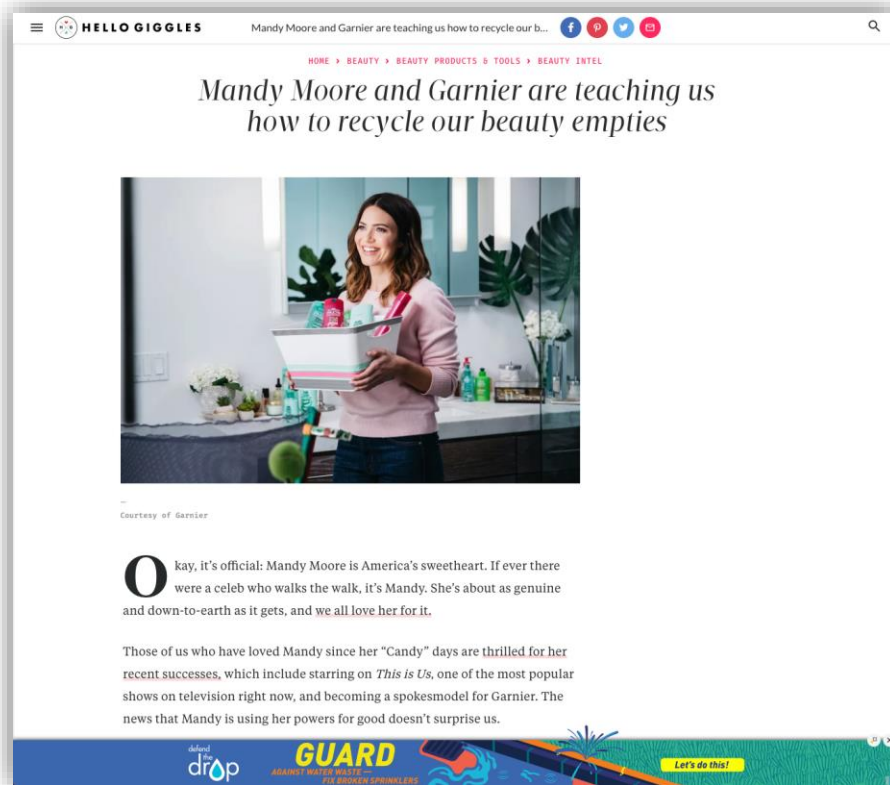 HELLO GIGGLES
Mandy Moore and Garnier are teaching us how to recycle our b...
HOME › BEAUTY › BEAUTY PRODUCTS & TOOLS › BEAUTY INTEL
Mandy Moore and Garnier are teaching us
how to recycle our beauty empties
Courtesy of Garnier
Okay, it's official: Mandy Moore is America's sweetheart. If ever there
were a celeb who walks the walk, it's Mandy. She's about as genuine
and down-to-earth as it gets, and we all love her for it.
Those of us who have loved Mandy since her “Candy” days are thrilled for her
recent successes, which include starring on This is Us, one of the most popular
shows on television right now, and becoming a spokesmodel for Garnier. The
news that Mandy is using her powers for good doesn't surprise us.
defend
the
drop
GUARD
AGAINST WATER WASTE —
FIX BROKEN SPRINKLERS
Let's do this!